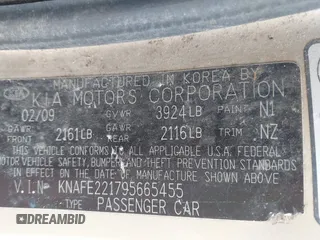 MANUFACTURED IN KOREA BY
KIA KIA MOTORS CORPORATION
02/09 GVWR 3924LB PAINT N1
GAWR FRONT 2161LB GAWR REAR 2116LB TRIM NZ
THIS VEHICLE CONFORMS TO ALL APPLICABLE U.S.A. FEDERAL
MOTOR VEHICLE SAFETY, BUMPER, AND THEFT PREVENTION STANDARDS
IN EFFECT ON THE DATE OF MANUFACTURE SHOWN ABOVE.
V.I.N KNAFE221795665455
TYPE PASSENGER CAR
DREAMBID